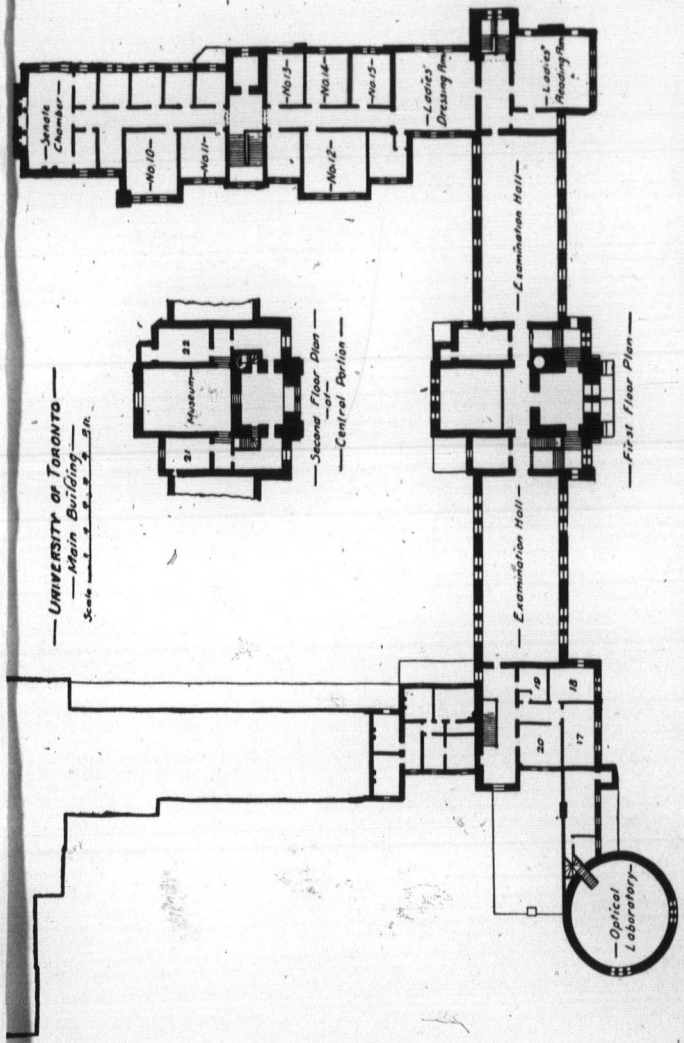 — UNIVERSITY OF TORONTO —
— Main Building —
Scale
— Second Floor Plan —
— of —
— Central Portion —
21
Museum
22
— First Floor Plan —
— Optical
Laboratory —
17
18
19
20
— Examination Hall —
— Examination Hall —
— Ladies'
Reading Rm
— Ladies'
Dressing Rm
— Senate
Chamber —
— No. 10 —
— No. 11 —
— No. 12 —
— No. 13 —
— No. 14 —
— No. 15 —